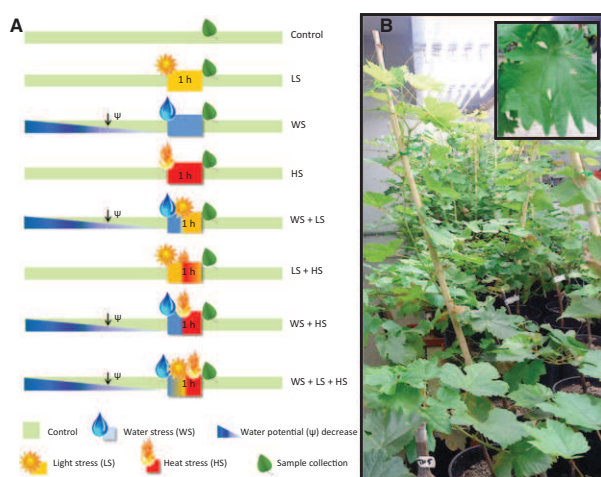 A
B
Control
1 h
LS
ψ
WS
1 h
HS
ψ
1 h
WS + LS
1 h
LS + HS
ψ
1 h
WS + HS
ψ
1 h
WS + LS + HS
Control
Water stress (WS)
Water potential (ψ) decrease
Light stress (LS)
Heat stress (HS)
Sample collection